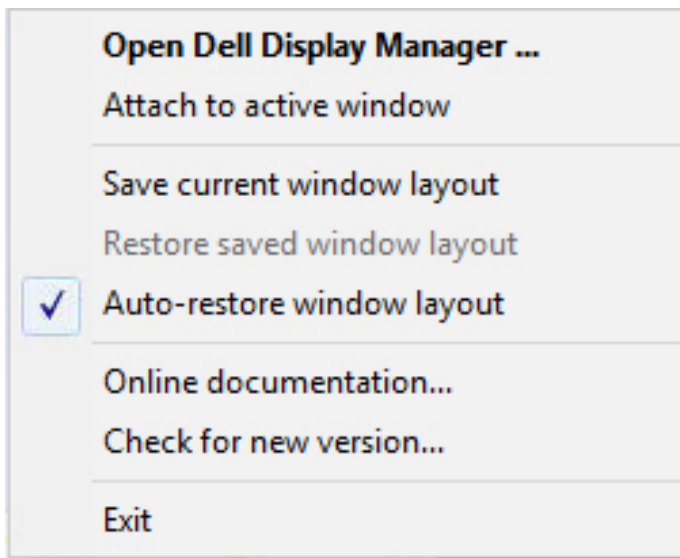 Open Dell Display Manager ...
Attach to active window
Save current window layout
Restore saved window layout
Auto-restore window layout
Online documentation...
Check for new version...
Exit